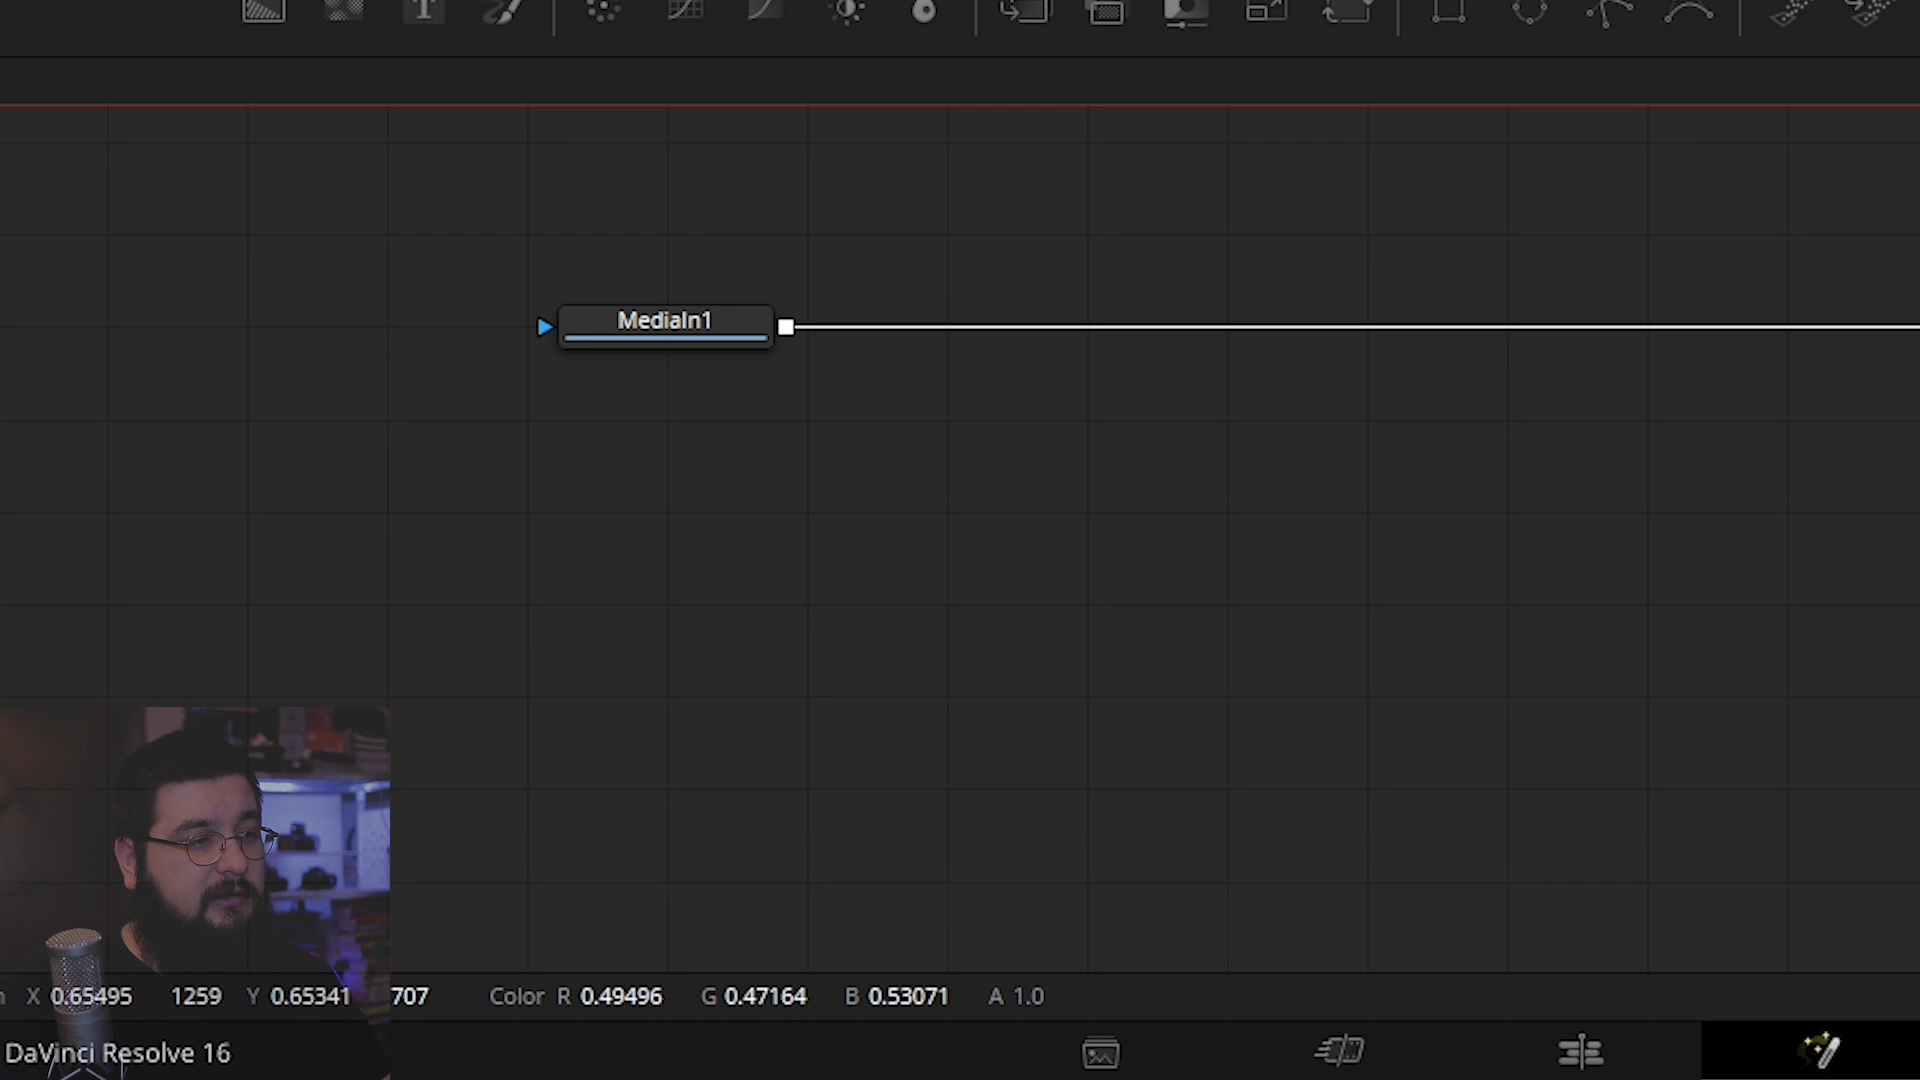 T
MediaIn1
X 0.65495 1259 Y 0.65341 707 Color R 0.49496 G 0.47164 B 0.53071 A 1.0
DaVinci Resolve 16